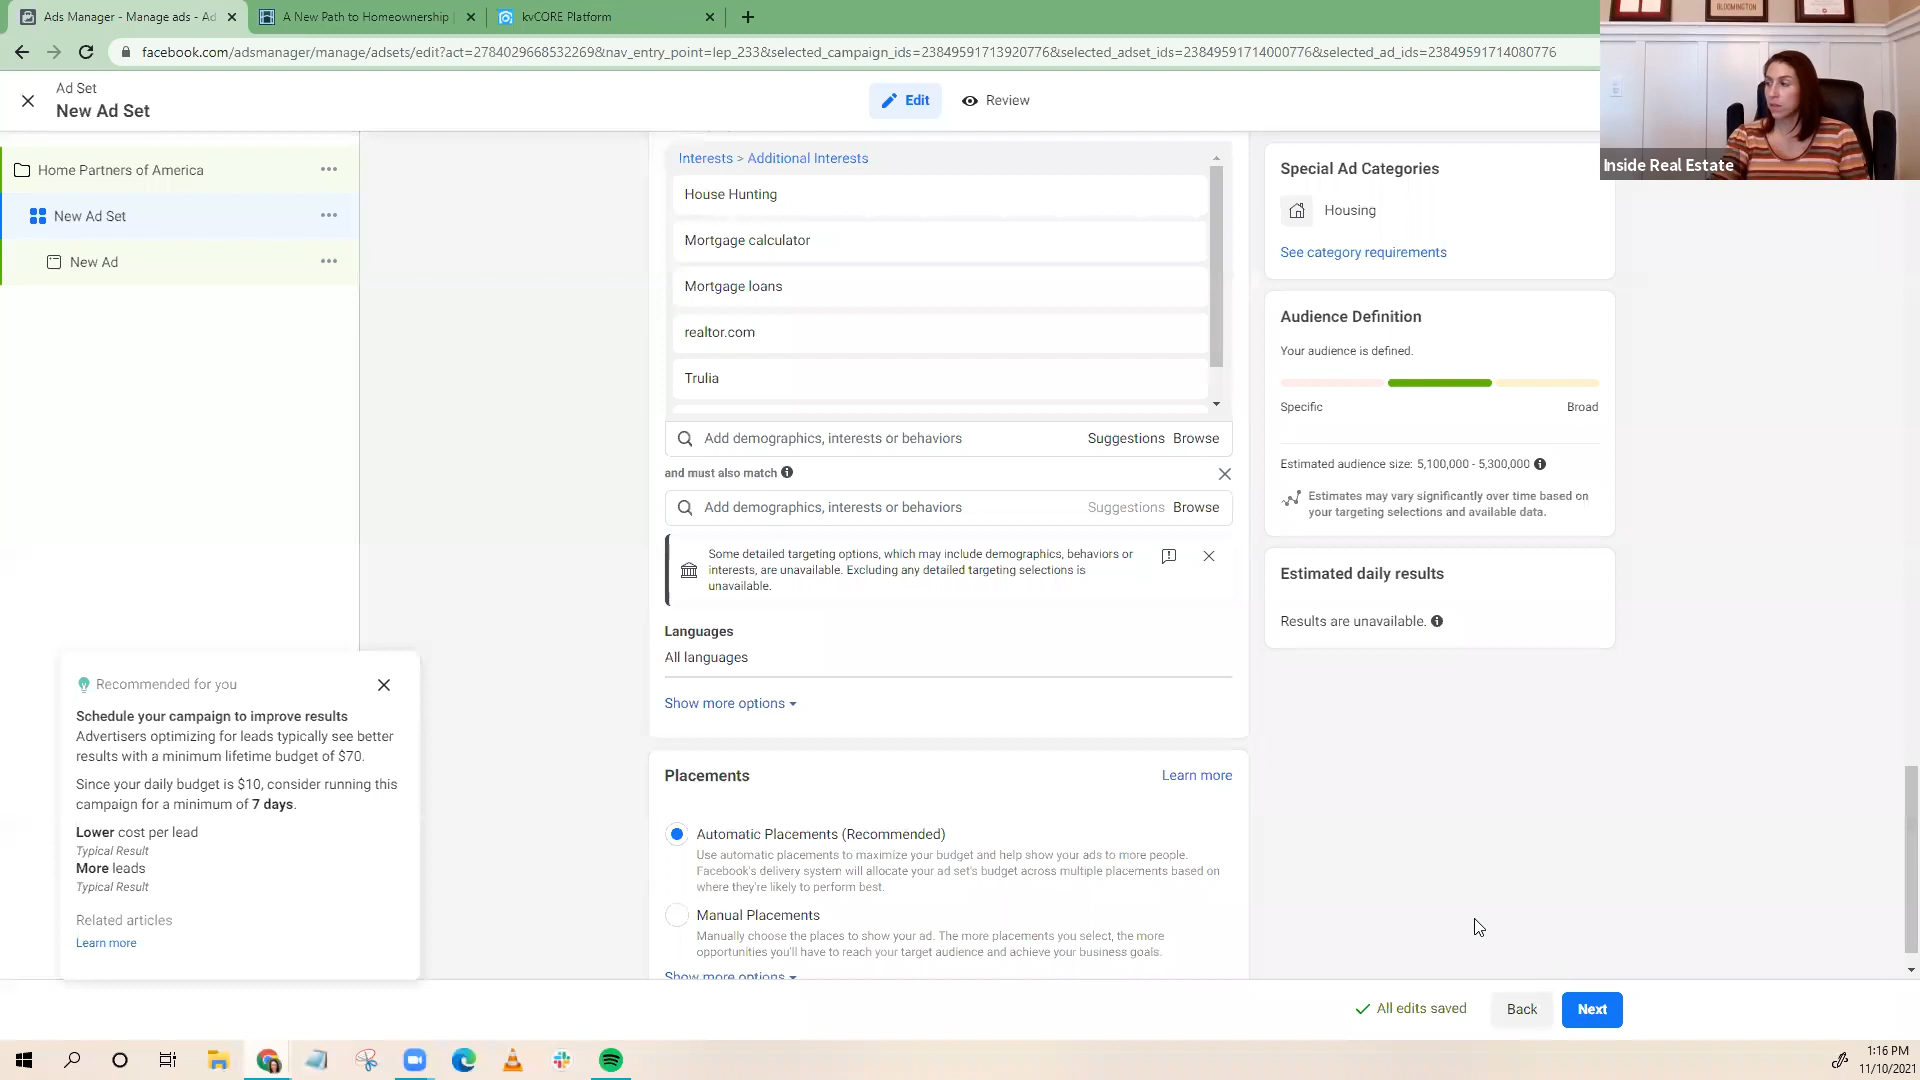 Ads Manager - Manage ads - Ad
A New Path to Homeownership
kvCORE Platform
facebook.com/adsmanager/manage/adsets/edit?act=278402966853226​9&nav_entry_point=lep_233&selected_campaign_ids=23849591713920776&selected_adset_ids=23849591714000776&selected_ad_ids=23849591714080776
BLOOMINGTON
Inside Real Estate
Ad Set
New Ad Set
Edit
Review
Home Partners of America
New Ad Set
New Ad
Interests > Additional Interests
House Hunting
Mortgage calculator
Mortgage loans
realtor.com
Trulia
Add demographics, interests or behaviors
Suggestions Browse
and must also match
Add demographics, interests or behaviors
Suggestions Browse
Some detailed targeting options, which may include demographics, behaviors or
interests, are unavailable. Excluding any detailed targeting selections is
unavailable.
Languages
All languages
Show more options
Placements
Learn more
Automatic Placements (Recommended)
Use automatic placements to maximize your budget and help show your ads to more people.
Facebook's delivery system will allocate your ad set's budget across multiple placements based on
where they're likely to perform best.
Manual Placements
Manually choose the places to show your ad. The more placements you select, the more
opportunities you'll have to reach your target audience and achieve your business goals.
Show more options
Special Ad Categories
Housing
See category requirements
Audience Definition
Your audience is defined.
Specific
Broad
Estimated audience size: 5,100,000 - 5,300,000
Estimates may vary significantly over time based on
your targeting selections and available data.
Estimated daily results
Results are unavailable.
Recommended for you
Schedule your campaign to improve results
Advertisers optimizing for leads typically see better
results with a minimum lifetime budget of $70.
Since your daily budget is $10, consider running this
campaign for a minimum of 7 days.
Lower cost per lead
Typical Result
More leads
Typical Result
Related articles
Learn more
All edits saved
Back
Next
1:16 PM
11/10/2021